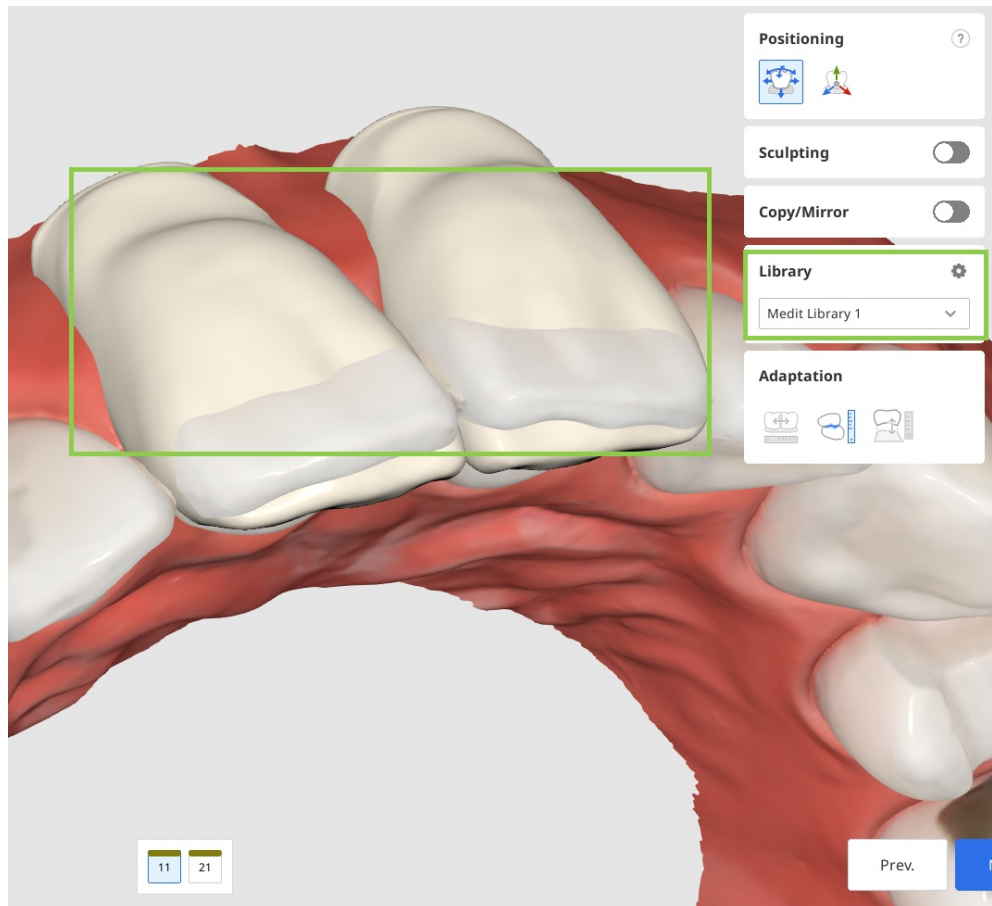 Positioning
?
Sculpting
Copy/Mirror
Library
Medit Library 1
Adaptation
11
21
Prev.